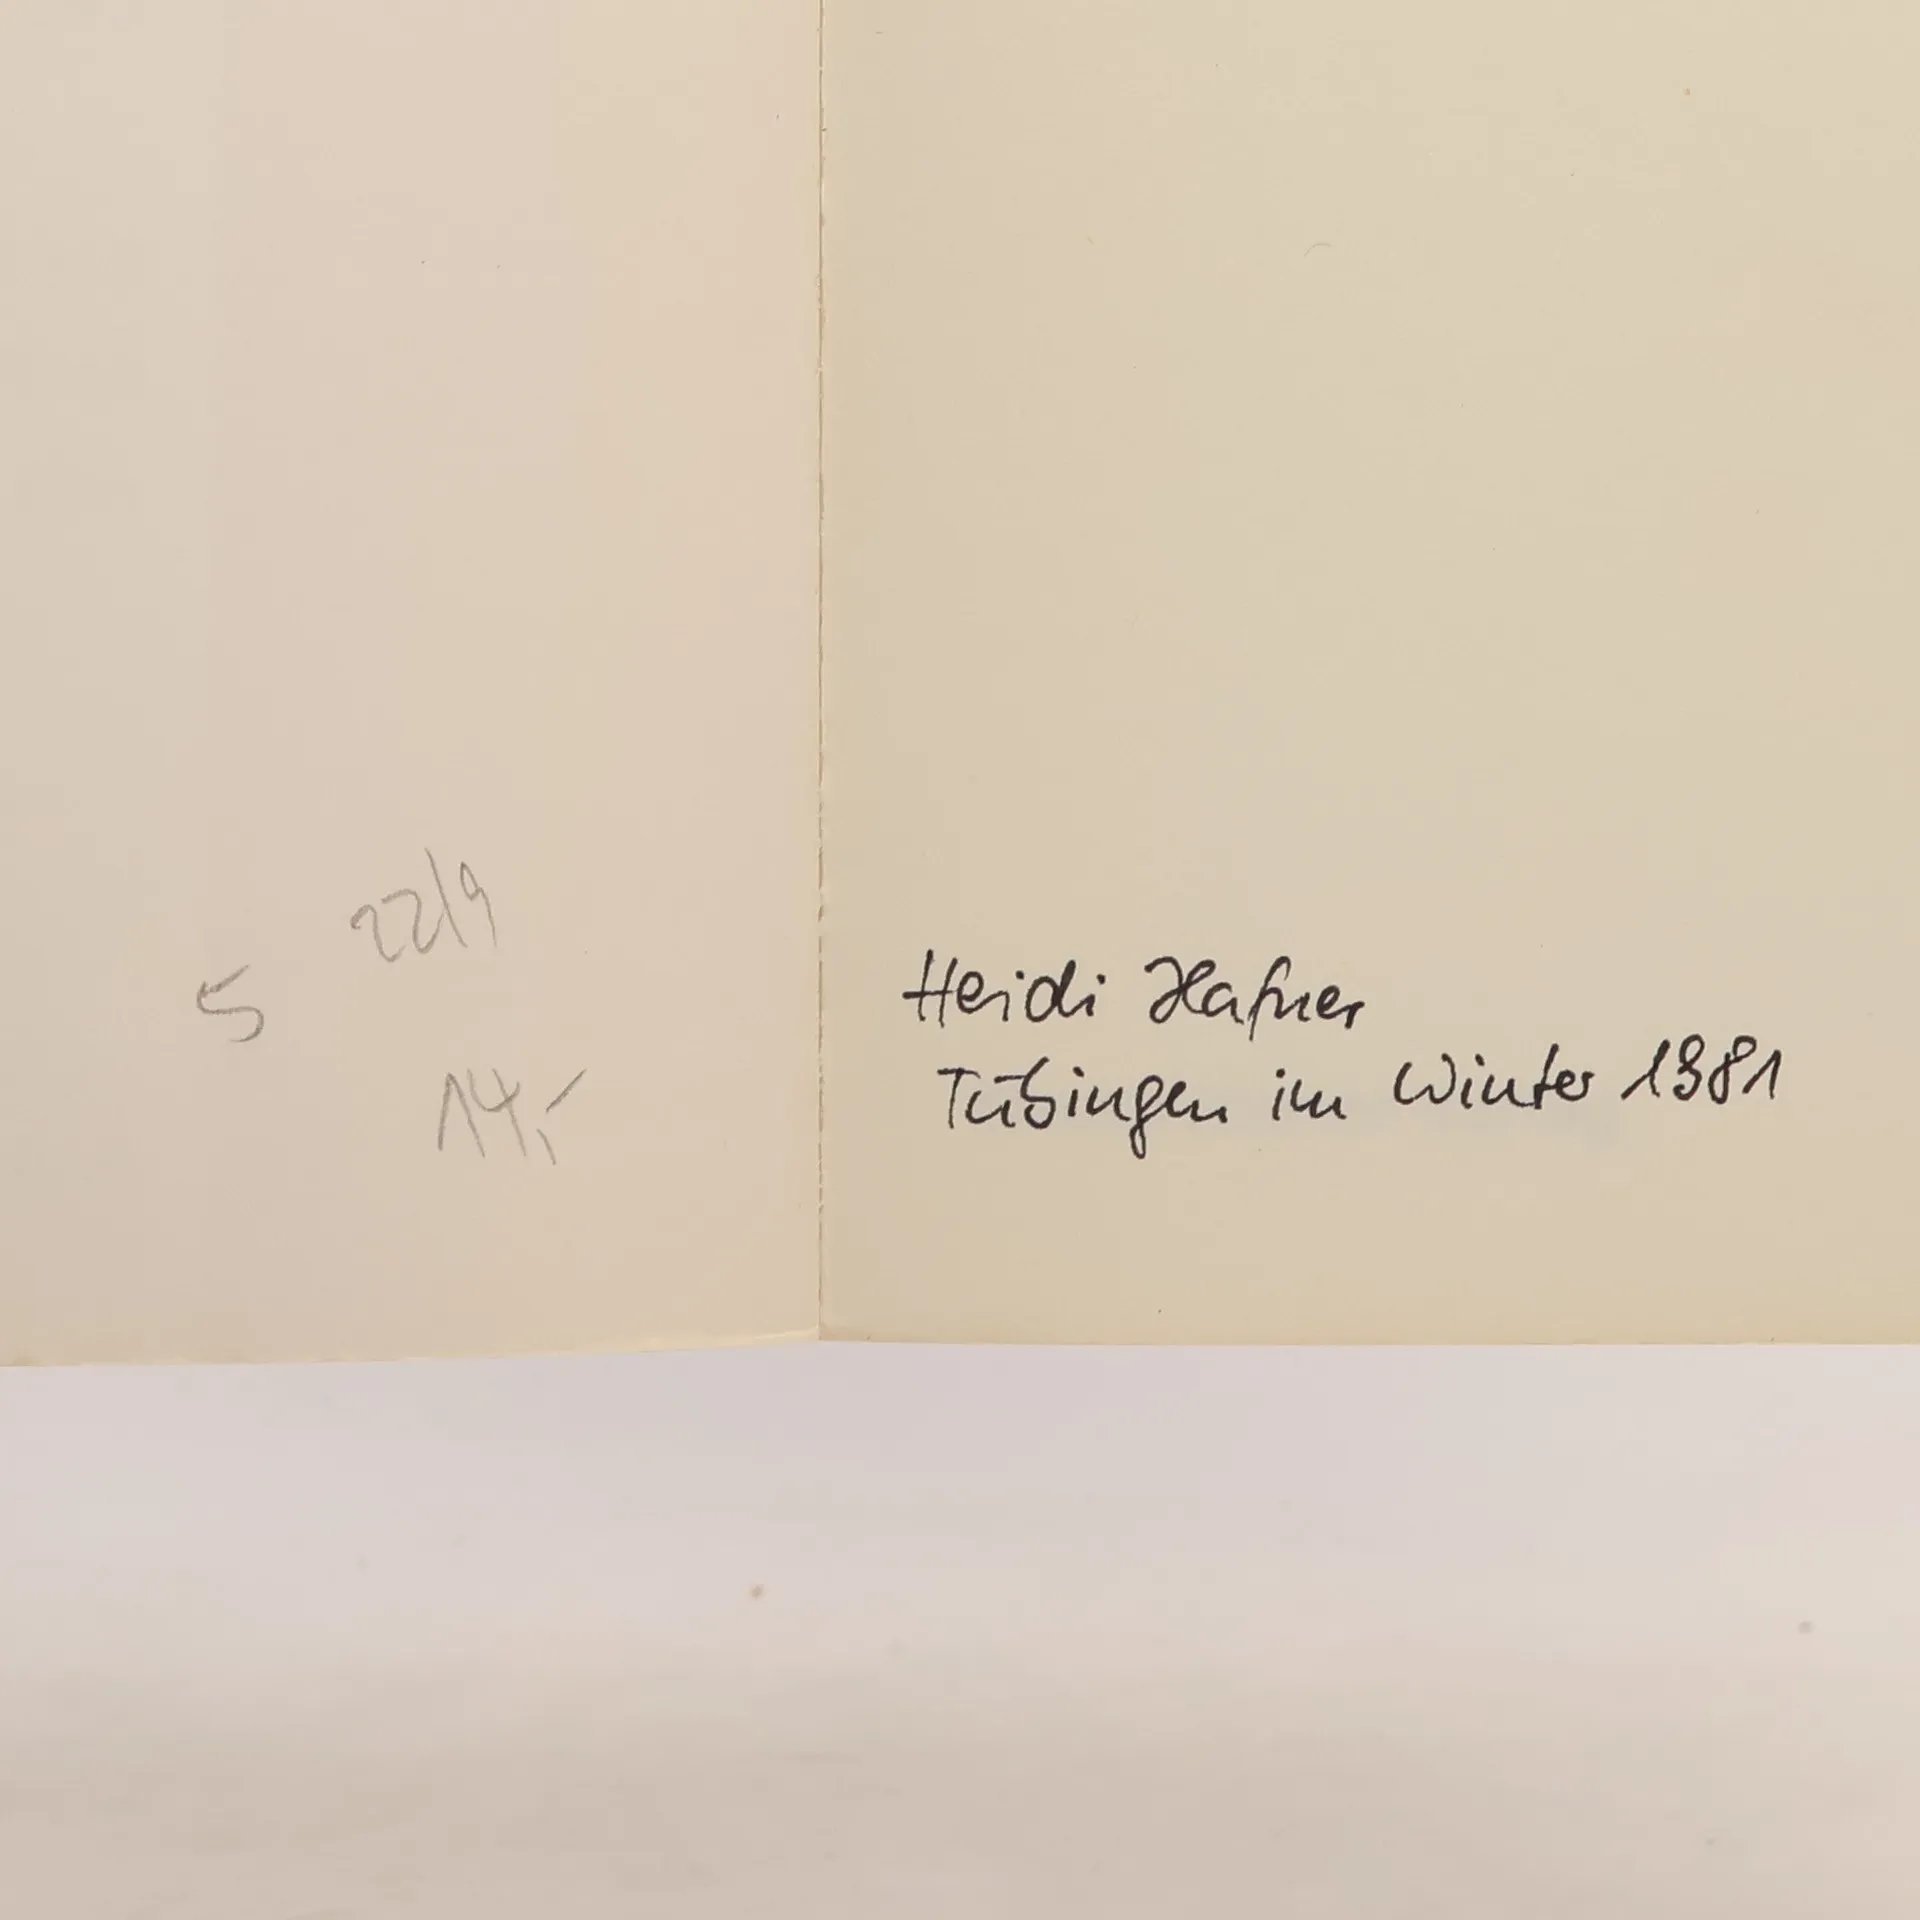 22/9
5
14,-
Heidi Hafner
Tübingen im Winter 1981